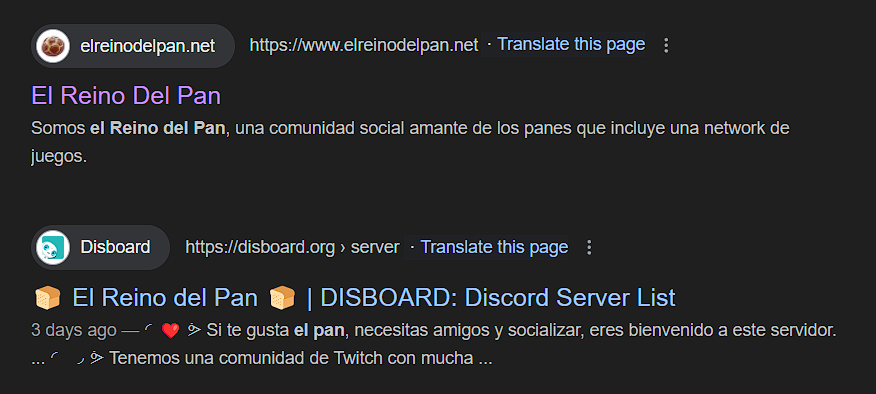 elreinodelpan.net https://www.elreinodelpan.net · Translate this page
El Reino Del Pan
Somos el Reino del Pan, una comunidad social amante de los panes que incluye una network de
juegos.
Disboard https://disboard.org › server · Translate this page
🍞 El Reino del Pan 🍞 | DISBOARD: Discord Server List
3 days ago — ╭ ❤️ Si te gusta el pan, necesitas amigos y socializar, eres bienvenido a este servidor.
... ╭ ╯ Tenemos una comunidad de Twitch con mucha ...